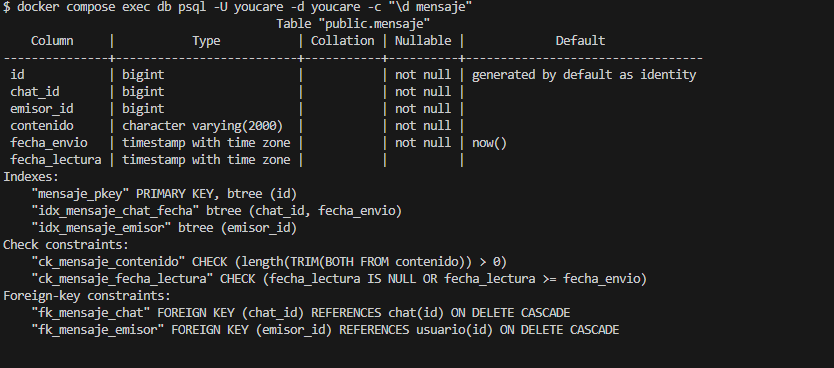 $ docker compose exec db psql -U youcare -d youcare -c "\d mensaje"
                                   Table "public.mensaje"
    Column     |           Type           | Collation | Nullable |             Default
---------------+--------------------------+-----------+----------+----------------------------------
 id            | bigint                   |           | not null | generated by default as identity
 chat_id       | bigint                   |           | not null |
 emisor_id     | bigint                   |           | not null |
 contenido     | character varying(2000)  |           | not null |
 fecha_envio   | timestamp with time zone |           | not null | now()
 fecha_lectura | timestamp with time zone |           |          |
Indexes:
    "mensaje_pkey" PRIMARY KEY, btree (id)
    "idx_mensaje_chat_fecha" btree (chat_id, fecha_envio)
    "idx_mensaje_emisor" btree (emisor_id)
Check constraints:
    "ck_mensaje_contenido" CHECK (length(TRIM(BOTH FROM contenido)) > 0)
    "ck_mensaje_fecha_lectura" CHECK (fecha_lectura IS NULL OR fecha_lectura >= fecha_envio)
Foreign-key constraints:
    "fk_mensaje_chat" FOREIGN KEY (chat_id) REFERENCES chat(id) ON DELETE CASCADE
    "fk_mensaje_emisor" FOREIGN KEY (emisor_id) REFERENCES usuario(id) ON DELETE CASCADE